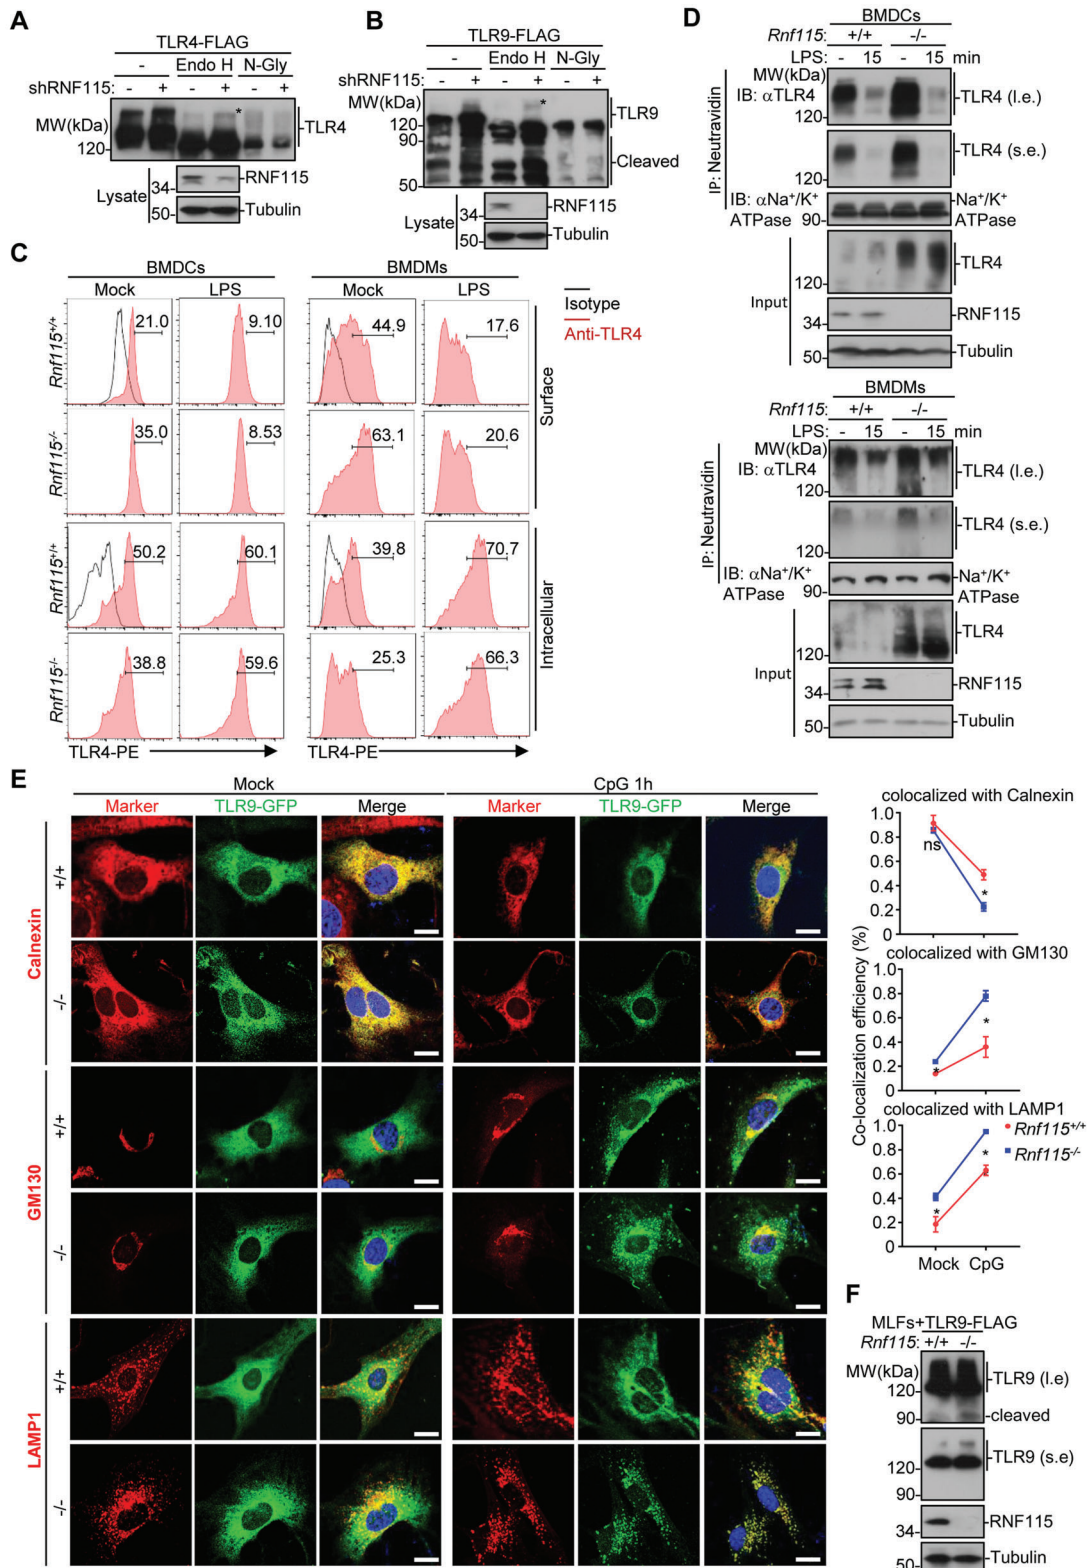 A
TLR4-FLAG
- Endo H N-Gly
shRNF115: - + - + - +
MW(kDa)
*
TLR4
120
Lysate
RNF115
34
50
Tubulin
B
TLR9-FLAG
- Endo H N-Gly
shRNF115: - + - + - +
MW(kDa)
*
TLR9
120
90
Cleaved
50
Lysate
RNF115
34
50
Tubulin
C
BMDCs BMDMs
Mock LPS Mock LPS
Isotype
Anti-TLR4
Rnf115+/+ 21.0 9.10 44.9 17.6
Rnf115-/- 35.0 8.53 63.1 20.6
Surface
Rnf115+/+ 50.2 60.1 39.8 70.7
Rnf115-/- 38.8 59.6 25.3 66.3
Intracellular
TLR4-PE TLR4-PE
D
BMDCs
Rnf115: +/+ -/-
LPS: - 15 - 15 min
MW(kDa)
IB: αTLR4
TLR4 (l.e.)
120
TLR4 (s.e.)
120
IP: Neutravidin
IB: αNa+/K+ ATPase
90
Na+/K+ ATPase
TLR4
120
Input
RNF115
34
50
Tubulin
BMDMs
Rnf115: +/+ -/-
LPS: - 15 - 15 min
MW(kDa)
IB: αTLR4
TLR4 (l.e.)
120
TLR4 (s.e.)
120
IP: Neutravidin
IB: αNa+/K+ ATPase
90
Na+/K+ ATPase
TLR4
120
Input
RNF115
34
50
Tubulin
E
Mock CpG 1h
Marker TLR9-GFP Merge Marker TLR9-GFP Merge
Calnexin
+/+
-/-
GM130
+/+
-/-
LAMP1
+/+
-/-
Co-localization efficiency (%)
colocalized with Calnexin
1.0
0.8
0.6
0.4
0.2
0
ns
*
colocalized with GM130
1.0
0.8
0.6
0.4
0.2
0
*
*
colocalized with LAMP1
1.0
0.8
0.6
0.4
0.2
0
*
*
Rnf115+/+
Rnf115-/-
Mock CpG
F
MLFs+TLR9-FLAG
Rnf115: +/+ -/-
MW(kDa)
TLR9 (l.e)
120
90
cleaved
TLR9 (s.e)
120
90
RNF115
34
Tubulin
50